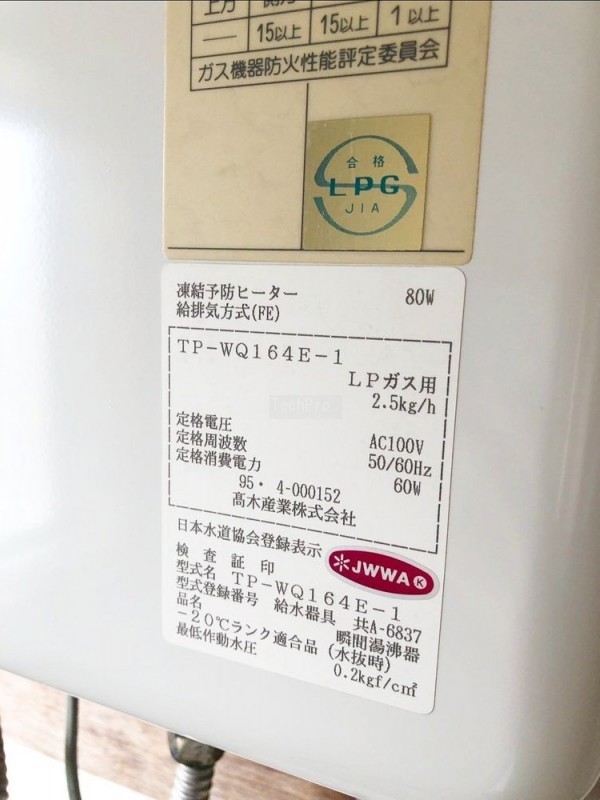 上方 側方
― 15以上 15以上 1以上
ガス機器防火性能評定委員会
合格
LPG
JIA
凍結予防ヒーター 80W
給排気方式(FE)
TP-WQ164E-1
LPガス用
2.5kg/h
定格電圧 AC100V
定格周波数 50/60Hz
定格消費電力 60W
95・ 4-000152
髙木産業株式会社
日本水道協会登録表示
検査証印 JWWA K
型式名 TP-WQ164E-1
型式登録番号 給水器具 共A-6837
品名 瞬間湯沸器
-20℃ランク適合品 (水抜時)
最低作動水圧 0.2kgf/c㎡